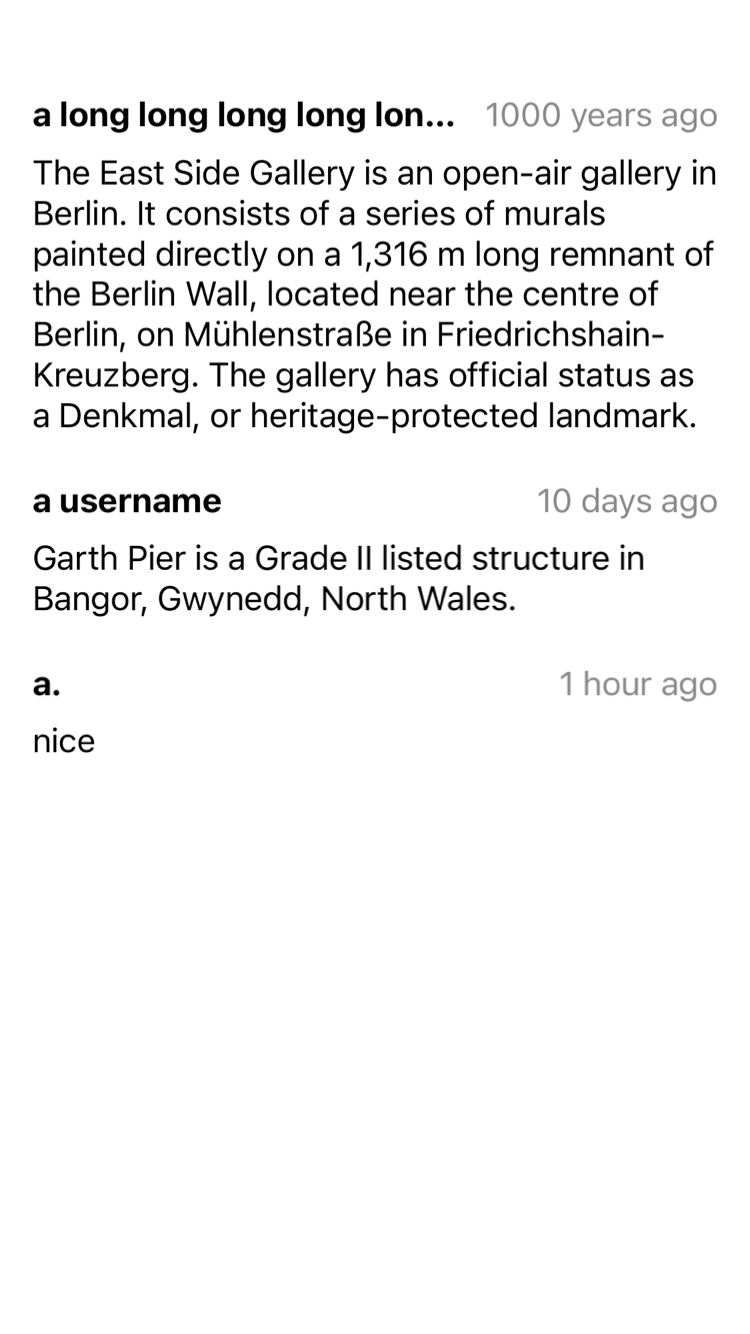 a long long long long lon... 1000 years ago
The East Side Gallery is an open-air gallery in
Berlin. It consists of a series of murals
painted directly on a 1,316 m long remnant of
the Berlin Wall, located near the centre of
Berlin, on Mühlenstraße in Friedrichshain-
Kreuzberg. The gallery has official status as
a Denkmal, or heritage-protected landmark.
a username 10 days ago
Garth Pier is a Grade II listed structure in
Bangor, Gwynedd, North Wales.
a. 1 hour ago
nice